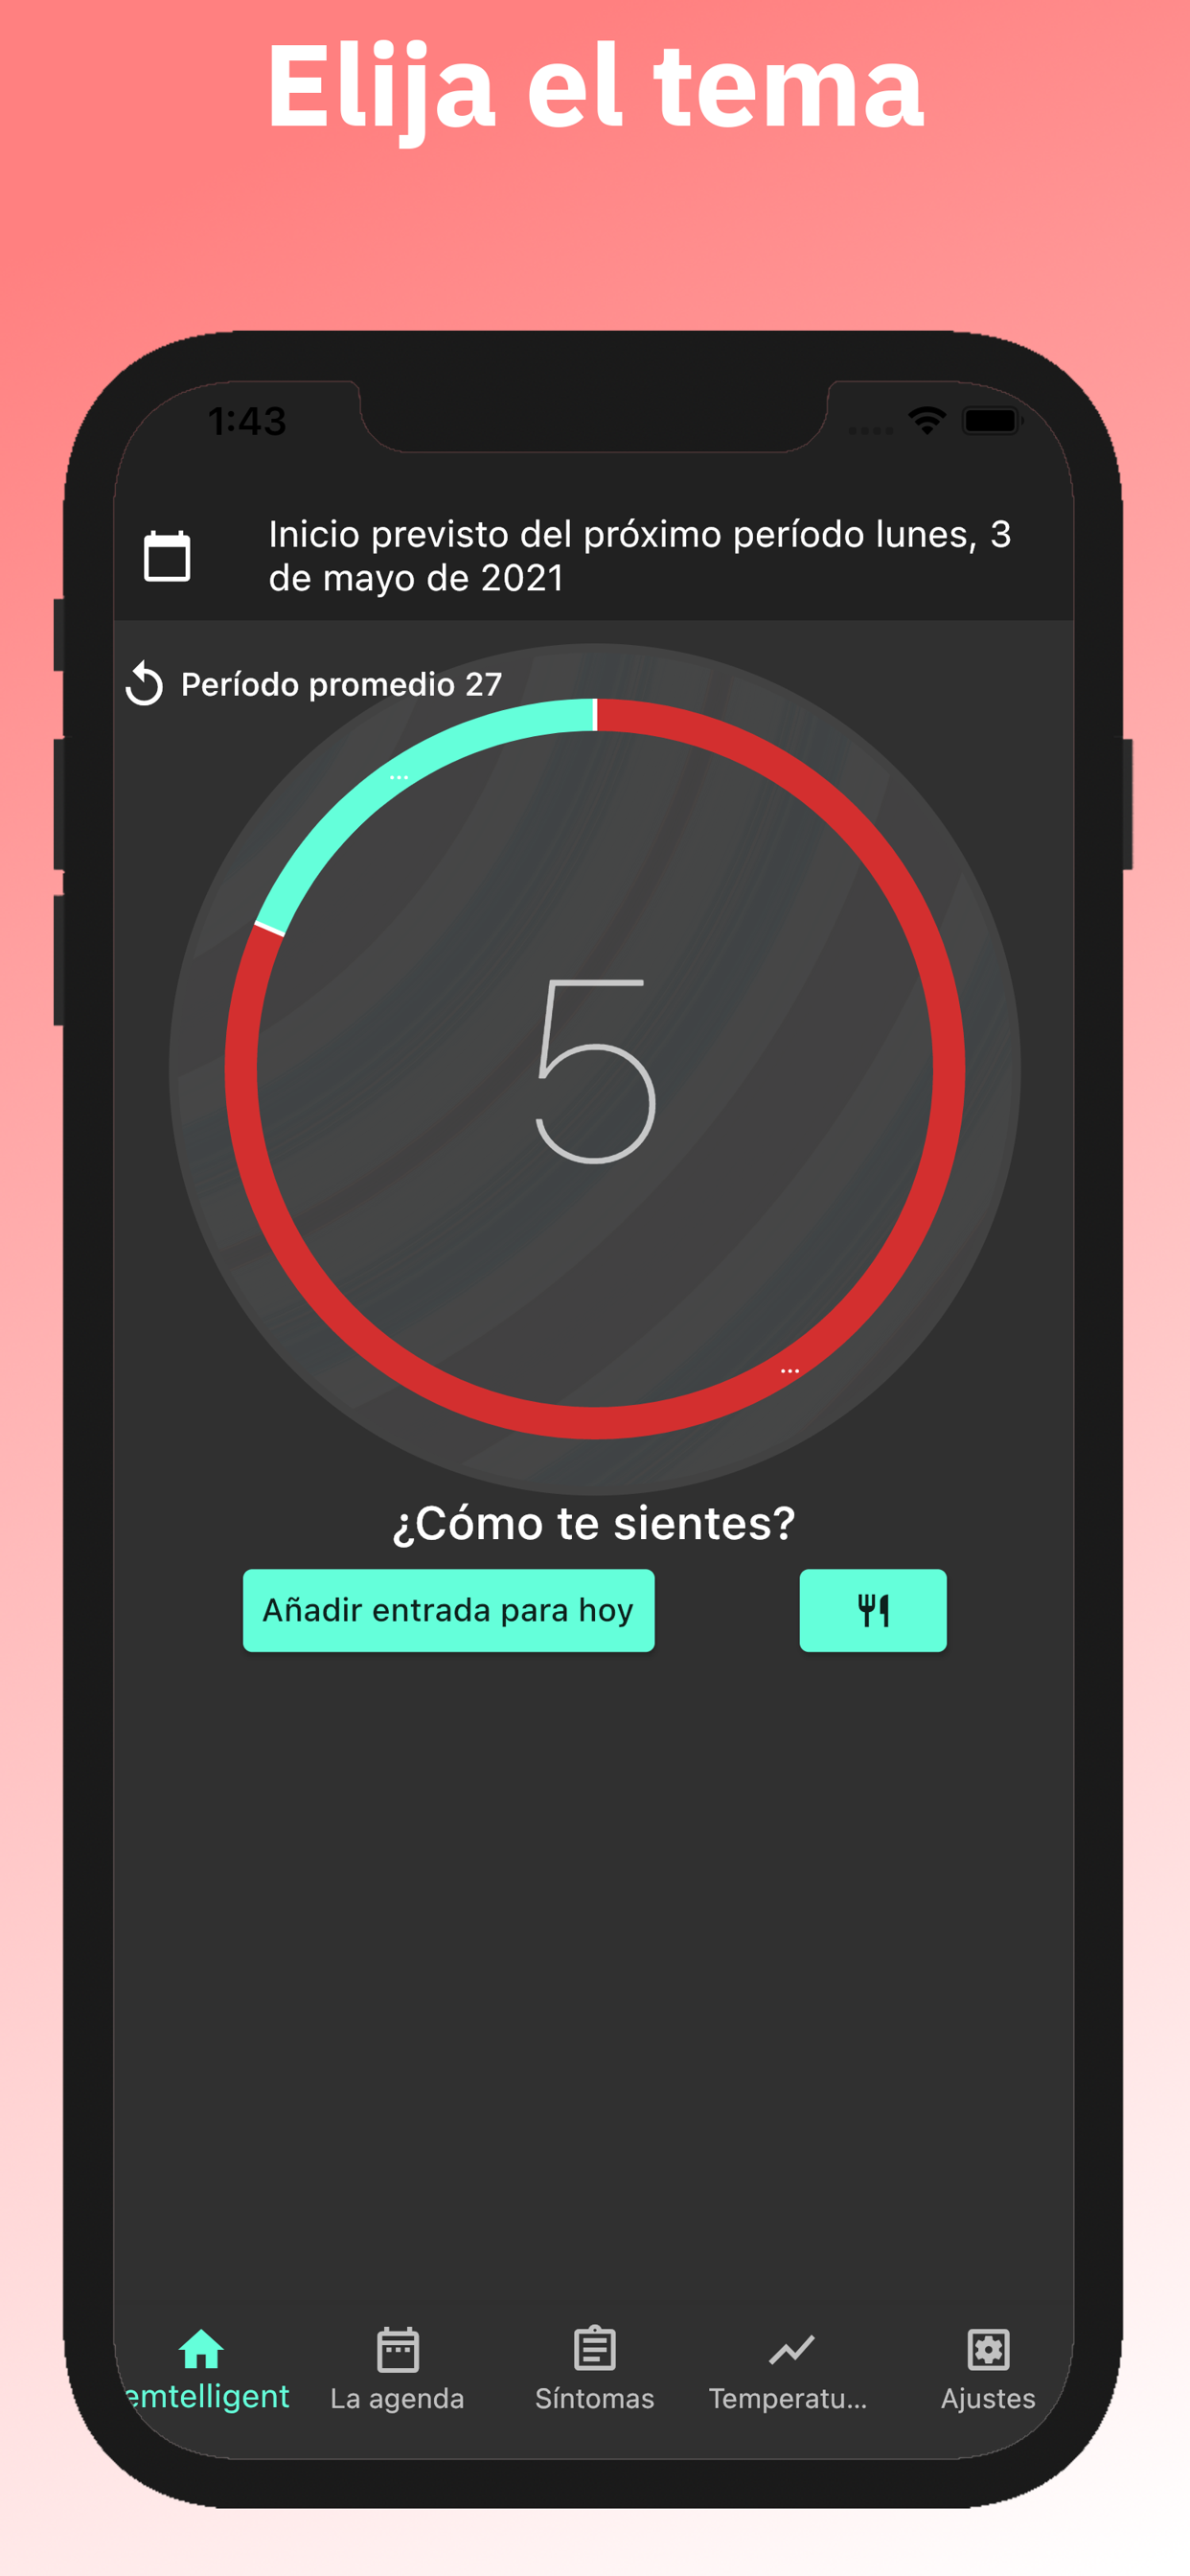 Elija el tema
1:43
Inicio previsto del próximo período lunes, 3
de mayo de 2021
Período promedio 27
...
5
...
¿Cómo te sientes?
Añadir entrada para hoy
emtelligent
La agenda
Síntomas
Temperatu...
Ajustes